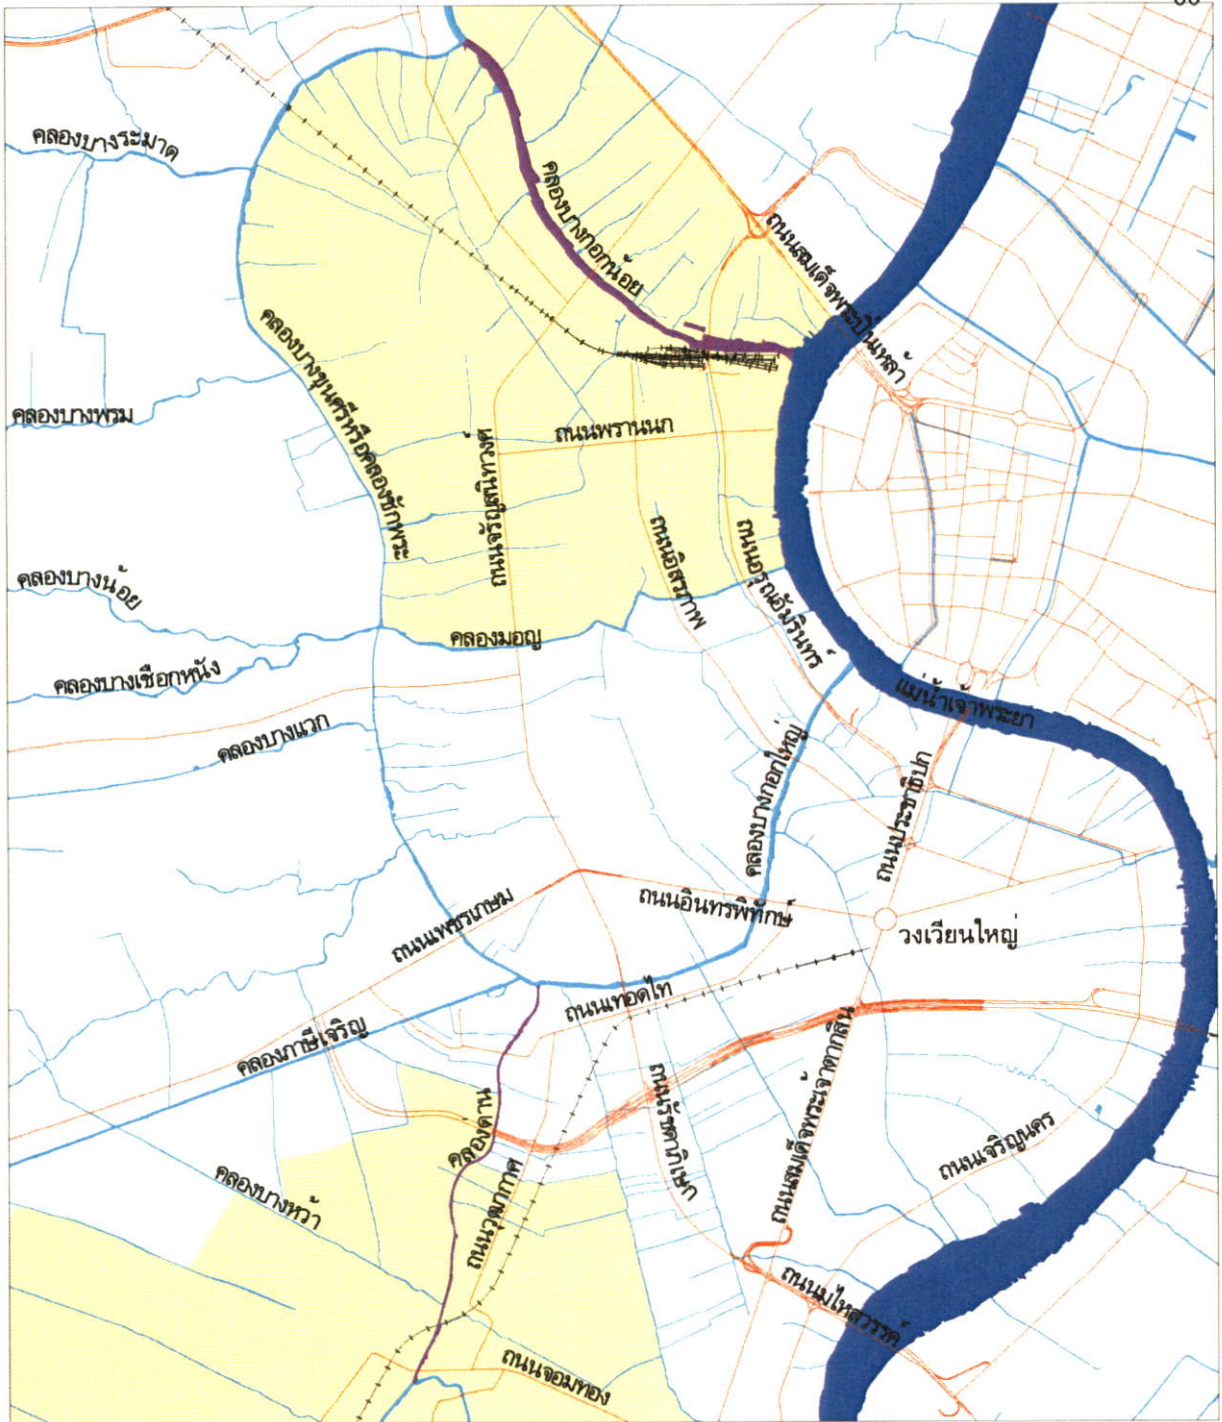 คลองบางระมาด
คลองบางกอกน้อย
ถนนสมเด็จพระปิ่นเกล้า
คลองบางขุนศรีหรือคลองชักพระ
คลองบางพรม
ถนนพรานนก
ถนนจรัญสนิทวงศ์
ถนนอิสรภาพ
ถนนอรุณอัมรินทร์
คลองบางน้อย
คลองมอญ
คลองบางเชือกหนัง
แม่น้ำเจ้าพระยา
คลองบางแวก
คลองบางกอกใหญ่
ถนนประชาธิปก
ถนนเพชรเกษม
ถนนอินทรพิทักษ์
วงเวียนใหญ่
ถนนเทอดไท
คลองภาษีเจริญ
ถนนสมเด็จพระเจ้าตากสิน
ถนนรัชดาภิเษก
คลองด่าน
ถนนเจริญนคร
คลองบางหว้า
ถนนวุฒากาศ
ถนนมไหสวรรค์
ถนนจอมทอง